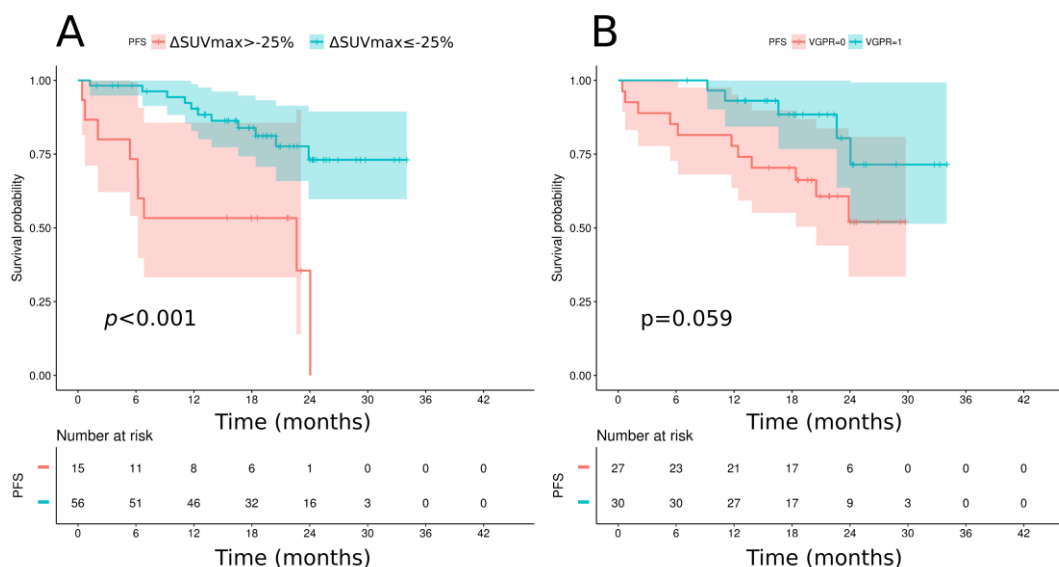 A
PFS ΔSUVmax>-25% ΔSUVmax≤-25%
1.00
0.75
0.50
0.25
0.00
Survival probability
p<0.001
0 6 12 18 24 30 36 42
Time (months)
Number at risk
PFS
15 11 8 6 1 0 0 0
56 51 46 32 16 3 0 0
0 6 12 18 24 30 36 42
Time (months)
B
PFS VGPR=0 VGPR=1
1.00
0.75
0.50
0.25
0.00
Survival probability
p=0.059
0 6 12 18 24 30 36 42
Time (months)
Number at risk
PFS
27 23 21 17 6 0 0 0
30 30 27 17 9 3 0 0
0 6 12 18 24 30 36 42
Time (months)